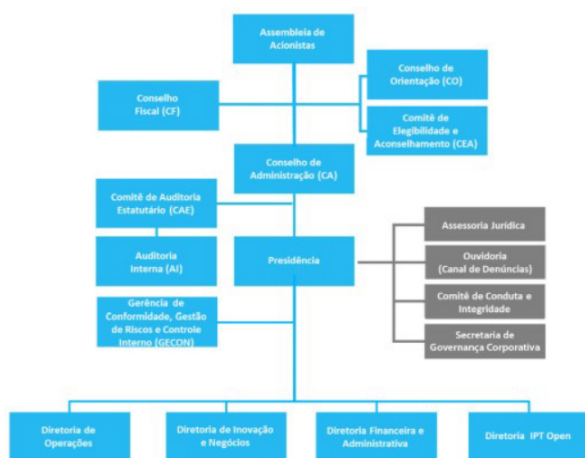 Assembleia de
Acionistas
Conselho de
Orientação (CO)
Conselho
Fiscal (CF)
Comitê de
Elegibilidade e
Aconselhamento (CEA)
Conselho de
Administração (CA)
Comitê de Auditoria
Estatutário (CAE)
Assessoria Jurídica
Auditoria
Interna (AI)
Presidência
Ouvidoria
(Canal de Denúncias)
Gerência de
Conformidade, Gestão
de Riscos e Controle
Interno (GECON)
Comitê de Conduta e
Integridade
Secretaria de
Governança Corporativa
Diretoria de
Operações
Diretoria de Inovação
e Negócios
Diretoria Financeira e
Administrativa
Diretoria IPT Open